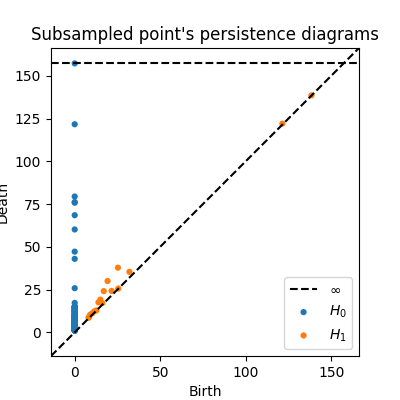 Subsampled point's persistence diagrams
150
125
100
75
50
25
0
Death
∞
H₀
H₁
0 50 100 150
Birth